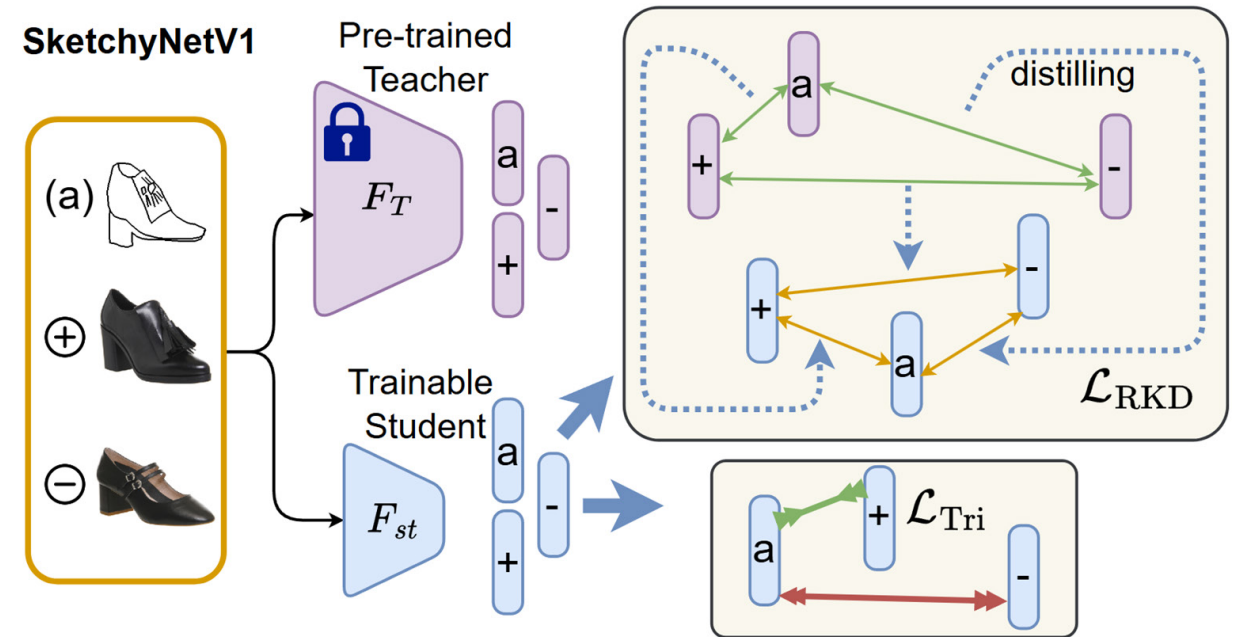 SketchyNetV1
(a)
+
−
Pre-trained
Teacher
F_T
a
+
-
Trainable
Student
F_st
a
+
-
distilling
a
+
-
+
-
a
ℒ_RKD
a
+
-
ℒ_Tri